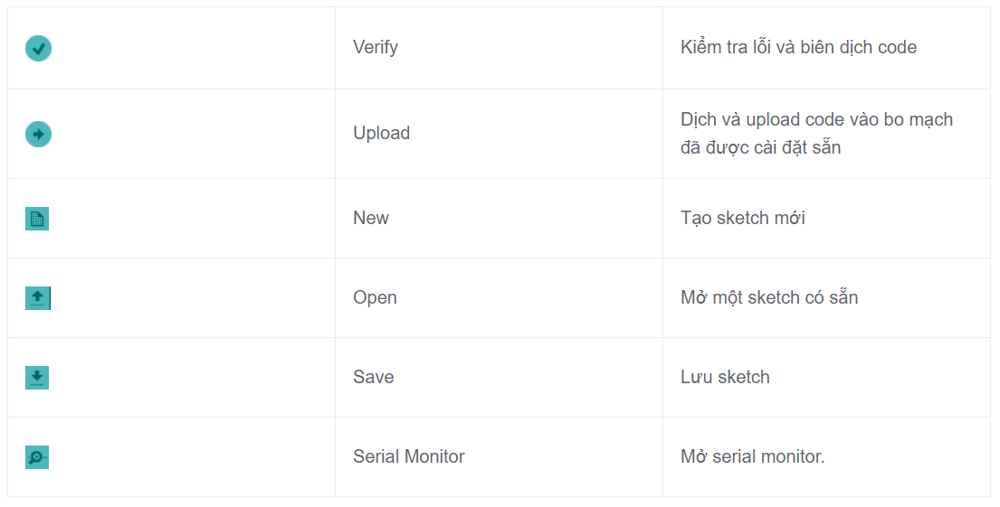 Verify
Kiểm tra lỗi và biên dịch code
Upload
Dịch và upload code vào bo mạch
đã được cài đặt sẵn
New
Tạo sketch mới
Open
Mở một sketch có sẵn
Save
Lưu sketch
Serial Monitor
Mở serial monitor.